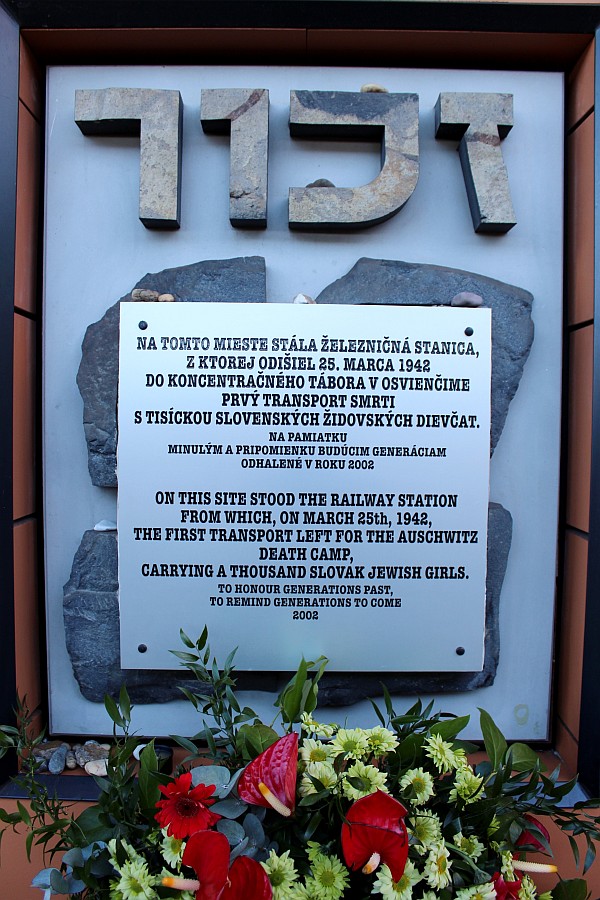 זכור
NA TOMTO MIESTE STÁLA ŽELEZNIČNÁ STANICA,
Z KTOREJ ODIŠIEL 25. MARCA 1942
DO KONCENTRAČNÉHO TÁBORA V OSVIENČIME
PRVÝ TRANSPORT SMRTI
S TISÍCKOU SLOVENSKÝCH ŽIDOVSKÝCH DIEVČAT.
NA PAMIATKU
MINULÝM A PRIPOMIENKU BUDÚCIM GENERÁCIAM
ODHALENÉ V ROKU 2002
ON THIS SITE STOOD THE RAILWAY STATION
FROM WHICH, ON MARCH 25th, 1942,
THE FIRST TRANSPORT LEFT FOR THE AUSCHWITZ
DEATH CAMP,
CARRYING A THOUSAND SLOVAK JEWISH GIRLS.
TO HONOUR GENERATIONS PAST,
TO REMIND GENERATIONS TO COME
2002